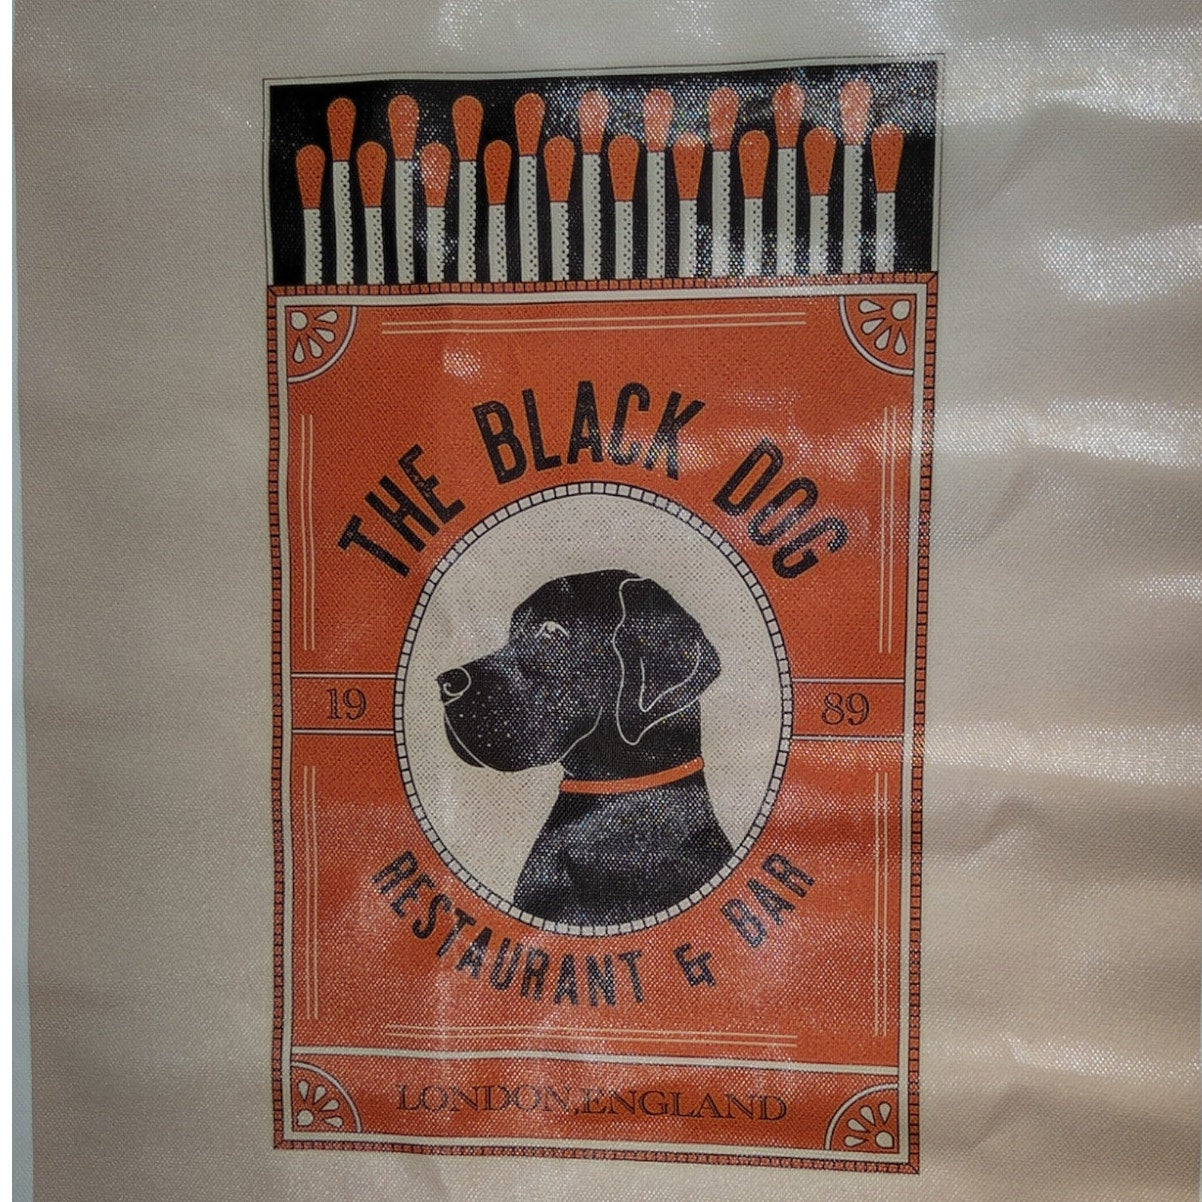 THE BLACK DOG
19 89
RESTAURANT & BAR
LONDON,ENGLAND